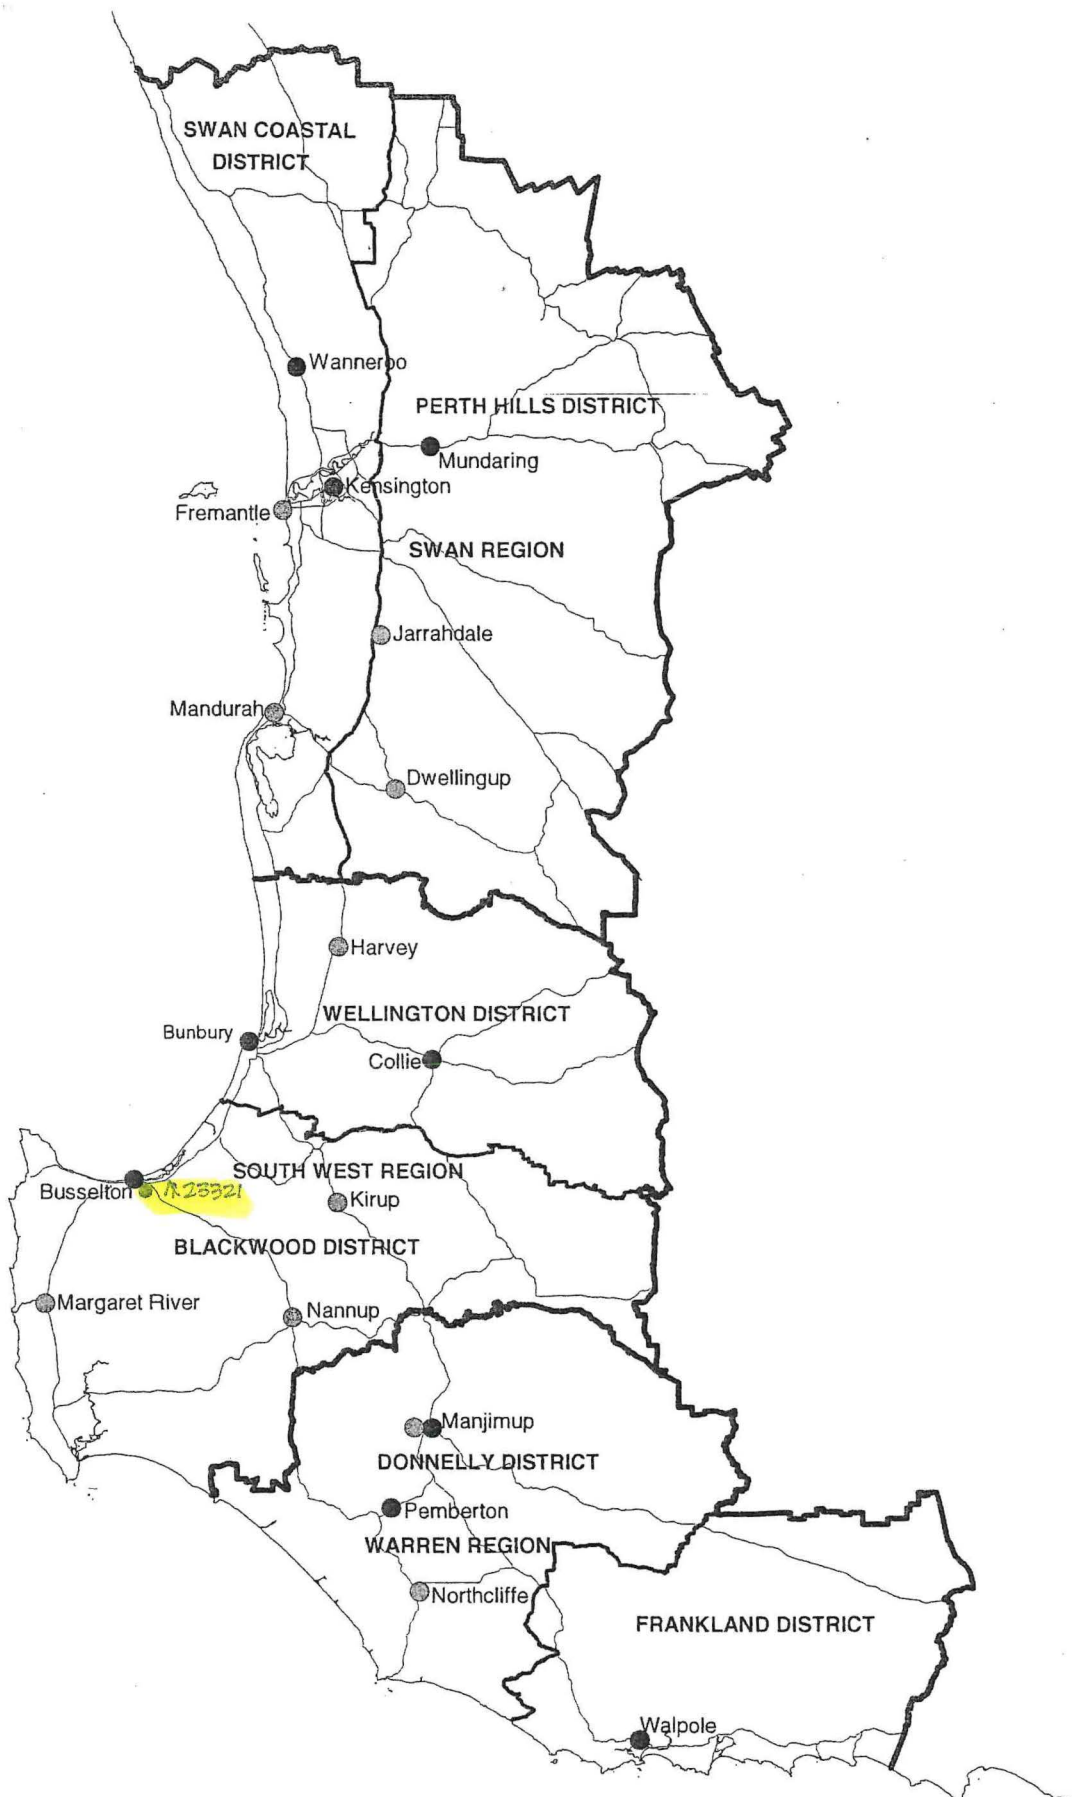 SWAN COASTAL
DISTRICT
Wanneroo
PERTH HILLS DISTRICT
Mundaring
Kensington
Fremantle
SWAN REGION
Jarrahdale
Mandurah
Dwellingup
Harvey
WELLINGTON DISTRICT
Bunbury
Collie
SOUTH WEST REGION
Busselton
R23321
Kirup
BLACKWOOD DISTRICT
Margaret River
Nannup
Manjimup
DONNELLY DISTRICT
Pemberton
WARREN REGION
Northcliffe
FRANKLAND DISTRICT
Walpole